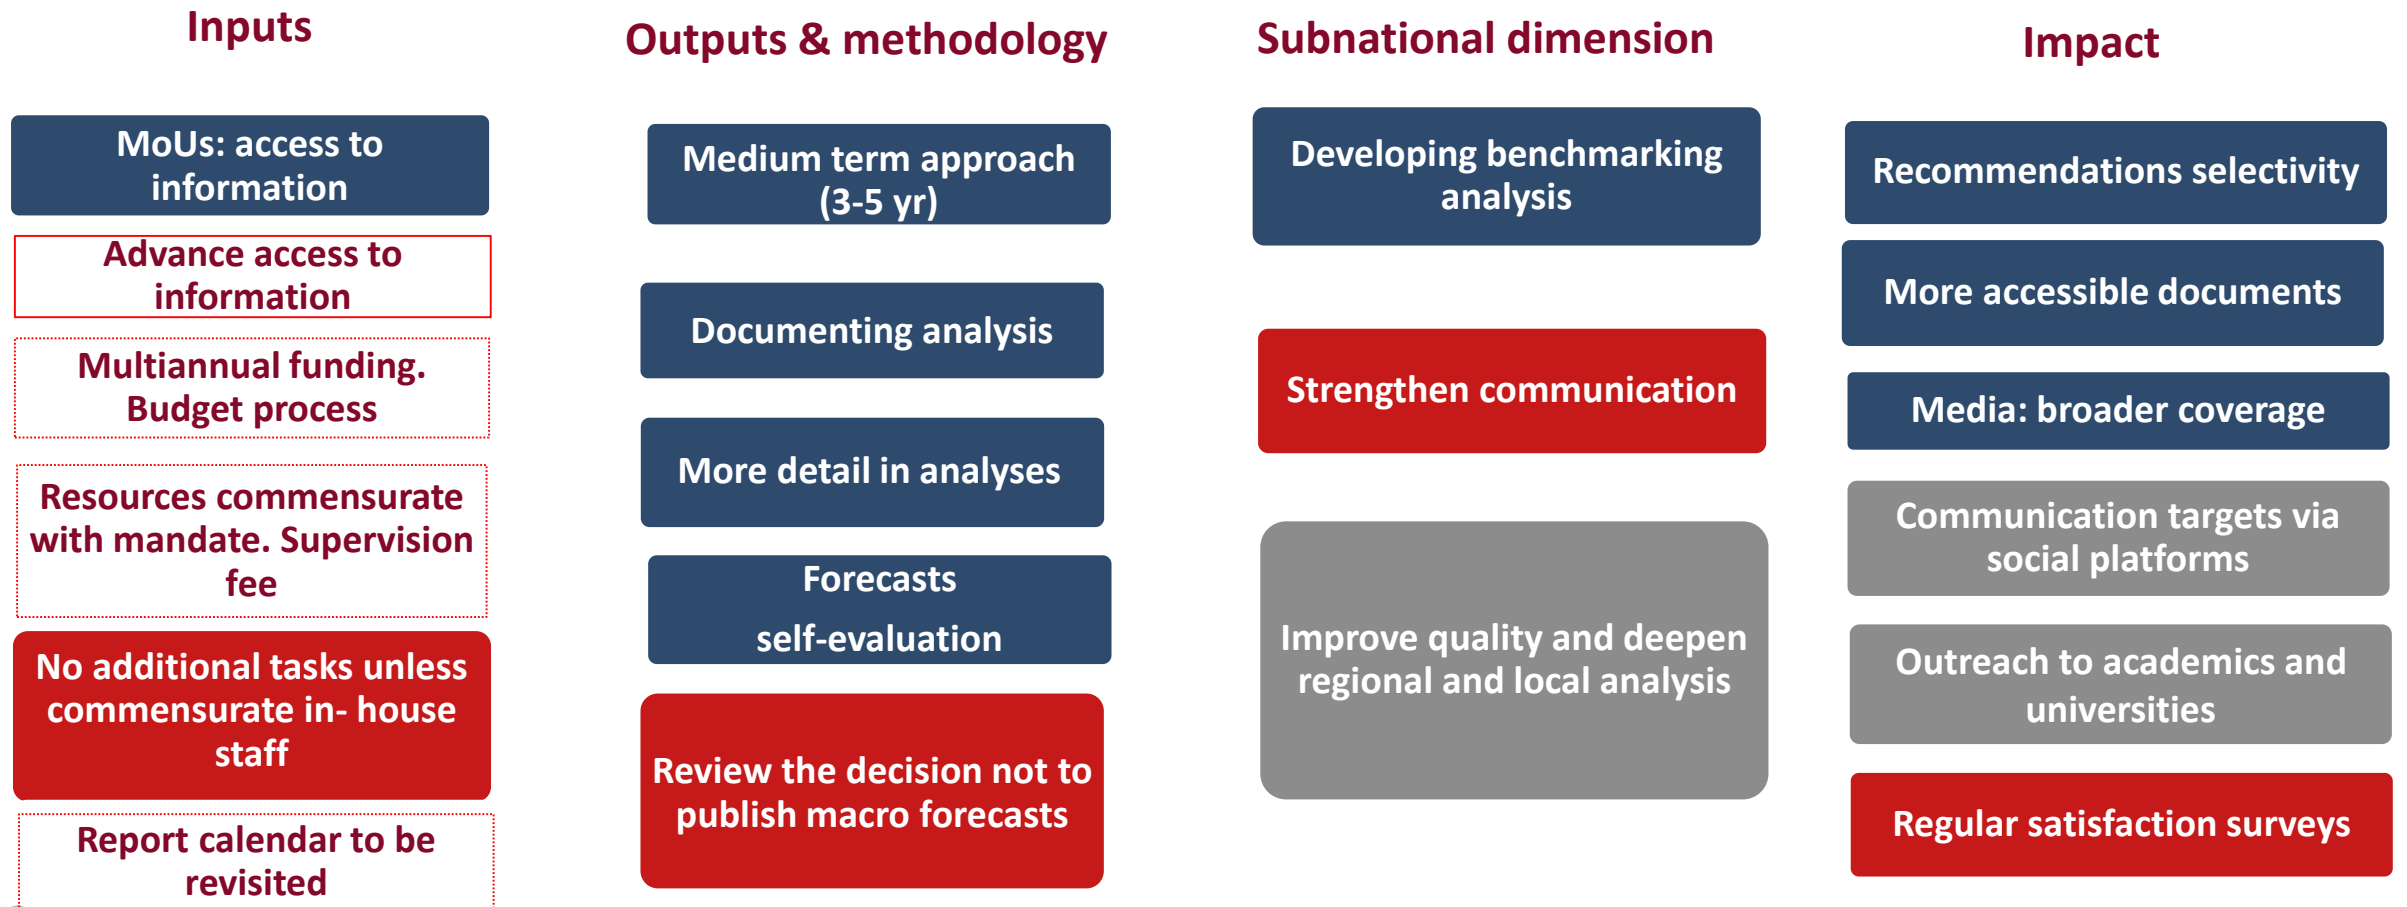 Inputs
MoUs: access to
information
Advance access to
information
Multiannual funding.
Budget process
Resources commensurate
with mandate. Supervision
fee
No additional tasks unless
commensurate in- house
staff
Report calendar to be
revisited
Outputs & methodology
Medium term approach
(3-5 yr)
Documenting analysis
More detail in analyses
Forecasts
self-evaluation
Review the decision not to
publish macro forecasts
Subnational dimension
Developing benchmarking
analysis
Strengthen communication
Improve quality and deepen
regional and local analysis
Impact
Recommendations selectivity
More accessible documents
Media: broader coverage
Communication targets via
social platforms
Outreach to academics and
universities
Regular satisfaction surveys